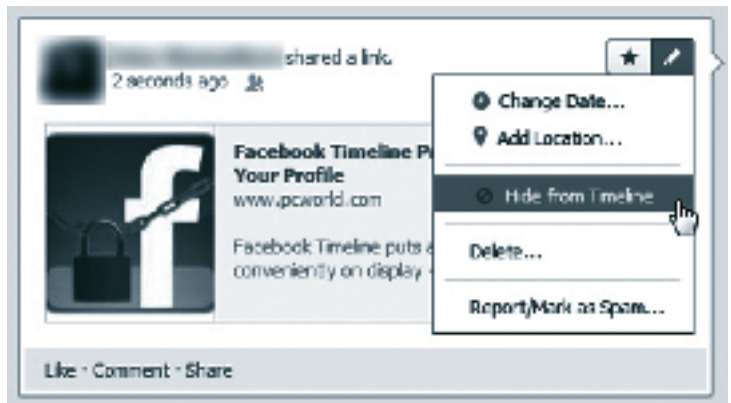 shared a link.
2 seconds ago
Change Date...
Add Location...
Hide from Timeline
Delete...
Report/Mark as Spam...
Facebook Timeline
Your Profile
www.pcworld.com
Facebook Timeline puts
conveniently on display -
Like · Comment · Share